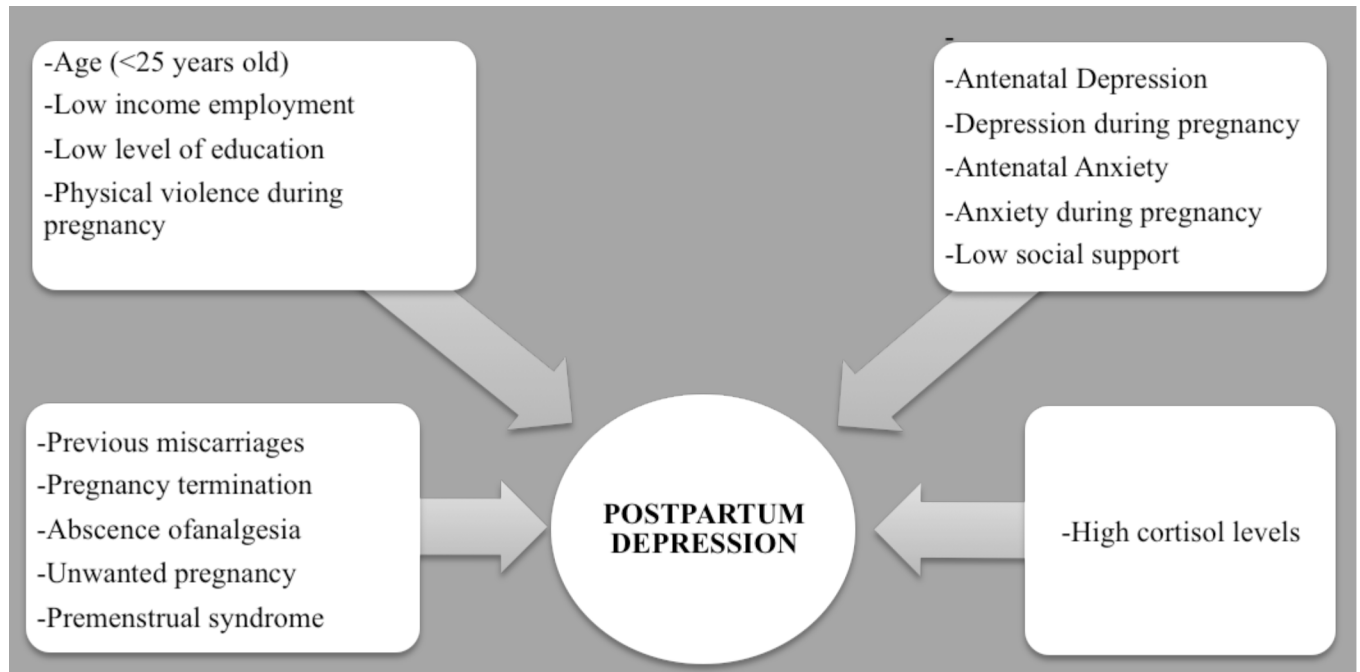 -Age (<25 years old)
-Low income employment
-Low level of education
-Physical violence during
pregnancy
-
-Antenatal Depression
-Depression during pregnancy
-Antenatal Anxiety
-Anxiety during pregnancy
-Low social support
-Previous miscarriages
-Pregnancy termination
-Abscence ofanalgesia
-Unwanted pregnancy
-Premenstrual syndrome
POSTPARTUM
DEPRESSION
-High cortisol levels